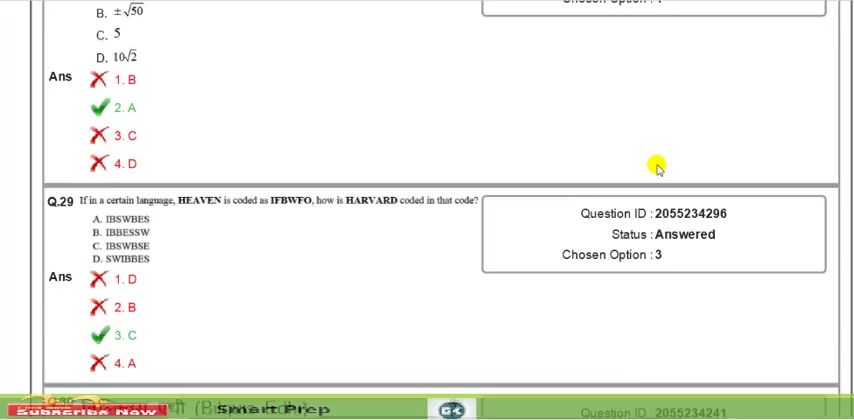 B. ±√50
C. 5
D. 10√2
Ans
1. B
2. A
3. C
4. D
Q.29 If in a certain language, HEAVEN is coded as IFBWFO, how is HARVARD coded in that code?
A. IBSWBES
B. IBBESSW
C. IBSWBSE
D. SWIBBES
Ans
1. D
2. B
3. C
4. A
Question ID : 2055234296
Status : Answered
Chosen Option : 3
Q.30
Subscribe Now
Smart Prep
GK
Question ID : 2055234241